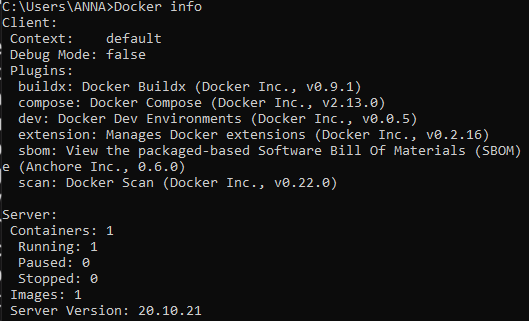 C:\Users\ANNA>Docker info
Client:
 Context:    default
 Debug Mode: false
 Plugins:
  buildx: Docker Buildx (Docker Inc., v0.9.1)
  compose: Docker Compose (Docker Inc., v2.13.0)
  dev: Docker Dev Environments (Docker Inc., v0.0.5)
  extension: Manages Docker extensions (Docker Inc., v0.2.16)
  sbom: View the packaged-based Software Bill Of Materials (SBOM)
e (Anchore Inc., 0.6.0)
  scan: Docker Scan (Docker Inc., v0.22.0)
Server:
 Containers: 1
  Running: 1
  Paused: 0
  Stopped: 0
 Images: 1
 Server Version: 20.10.21